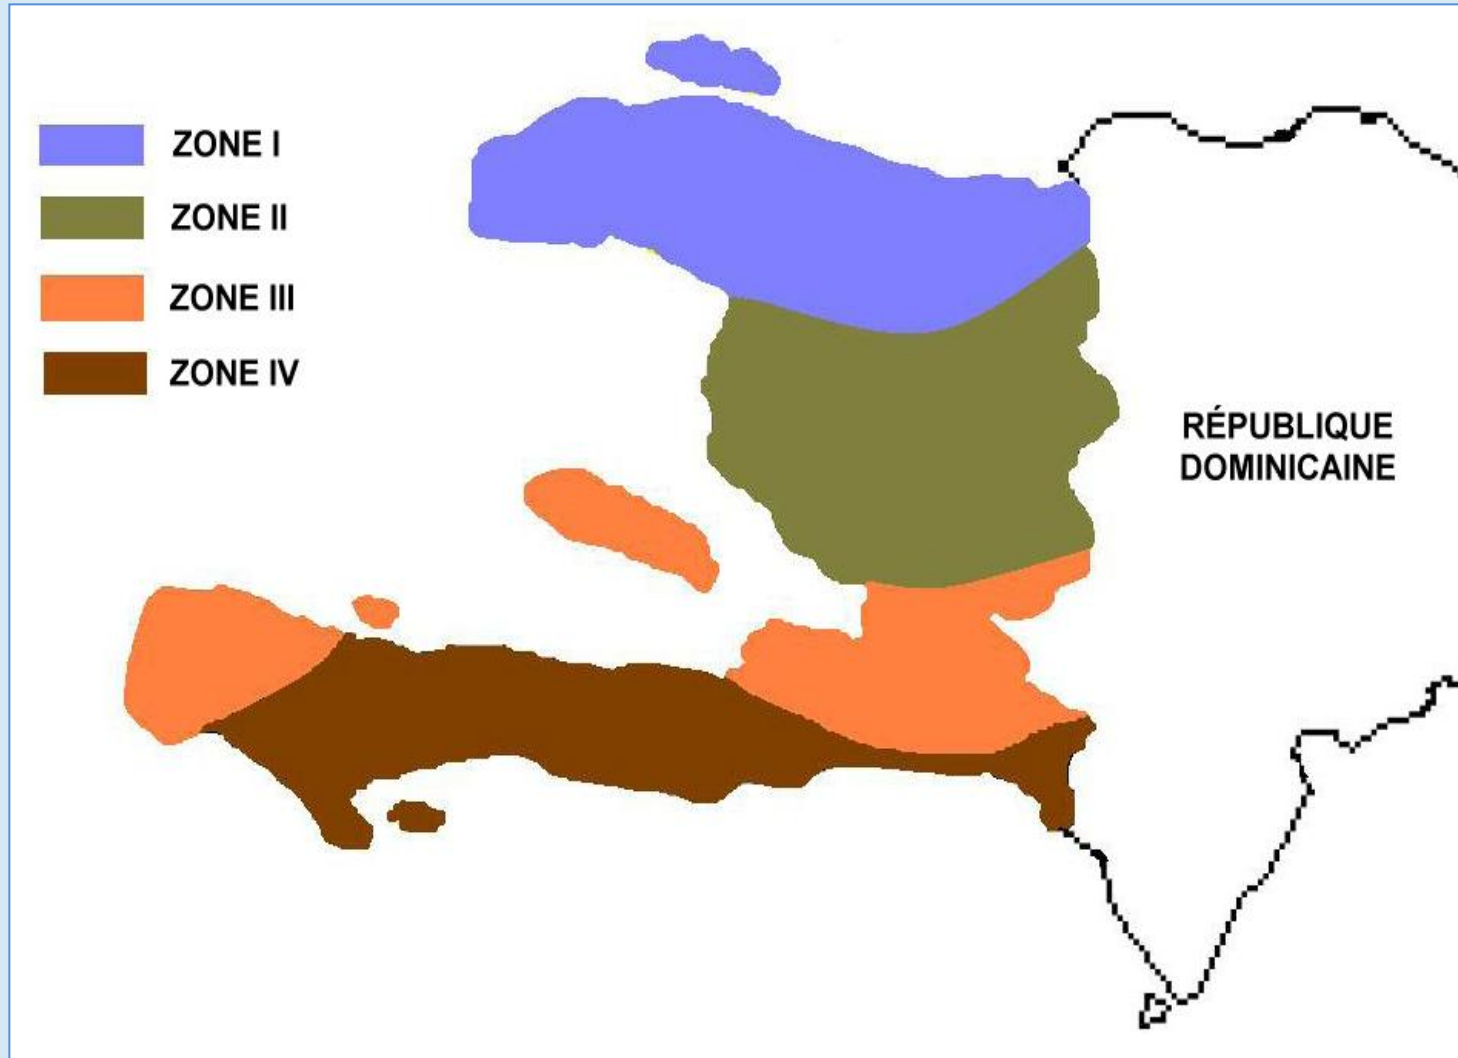 ZONE I
ZONE II
ZONE III
ZONE IV
RÉPUBLIQUE
DOMINICAINE